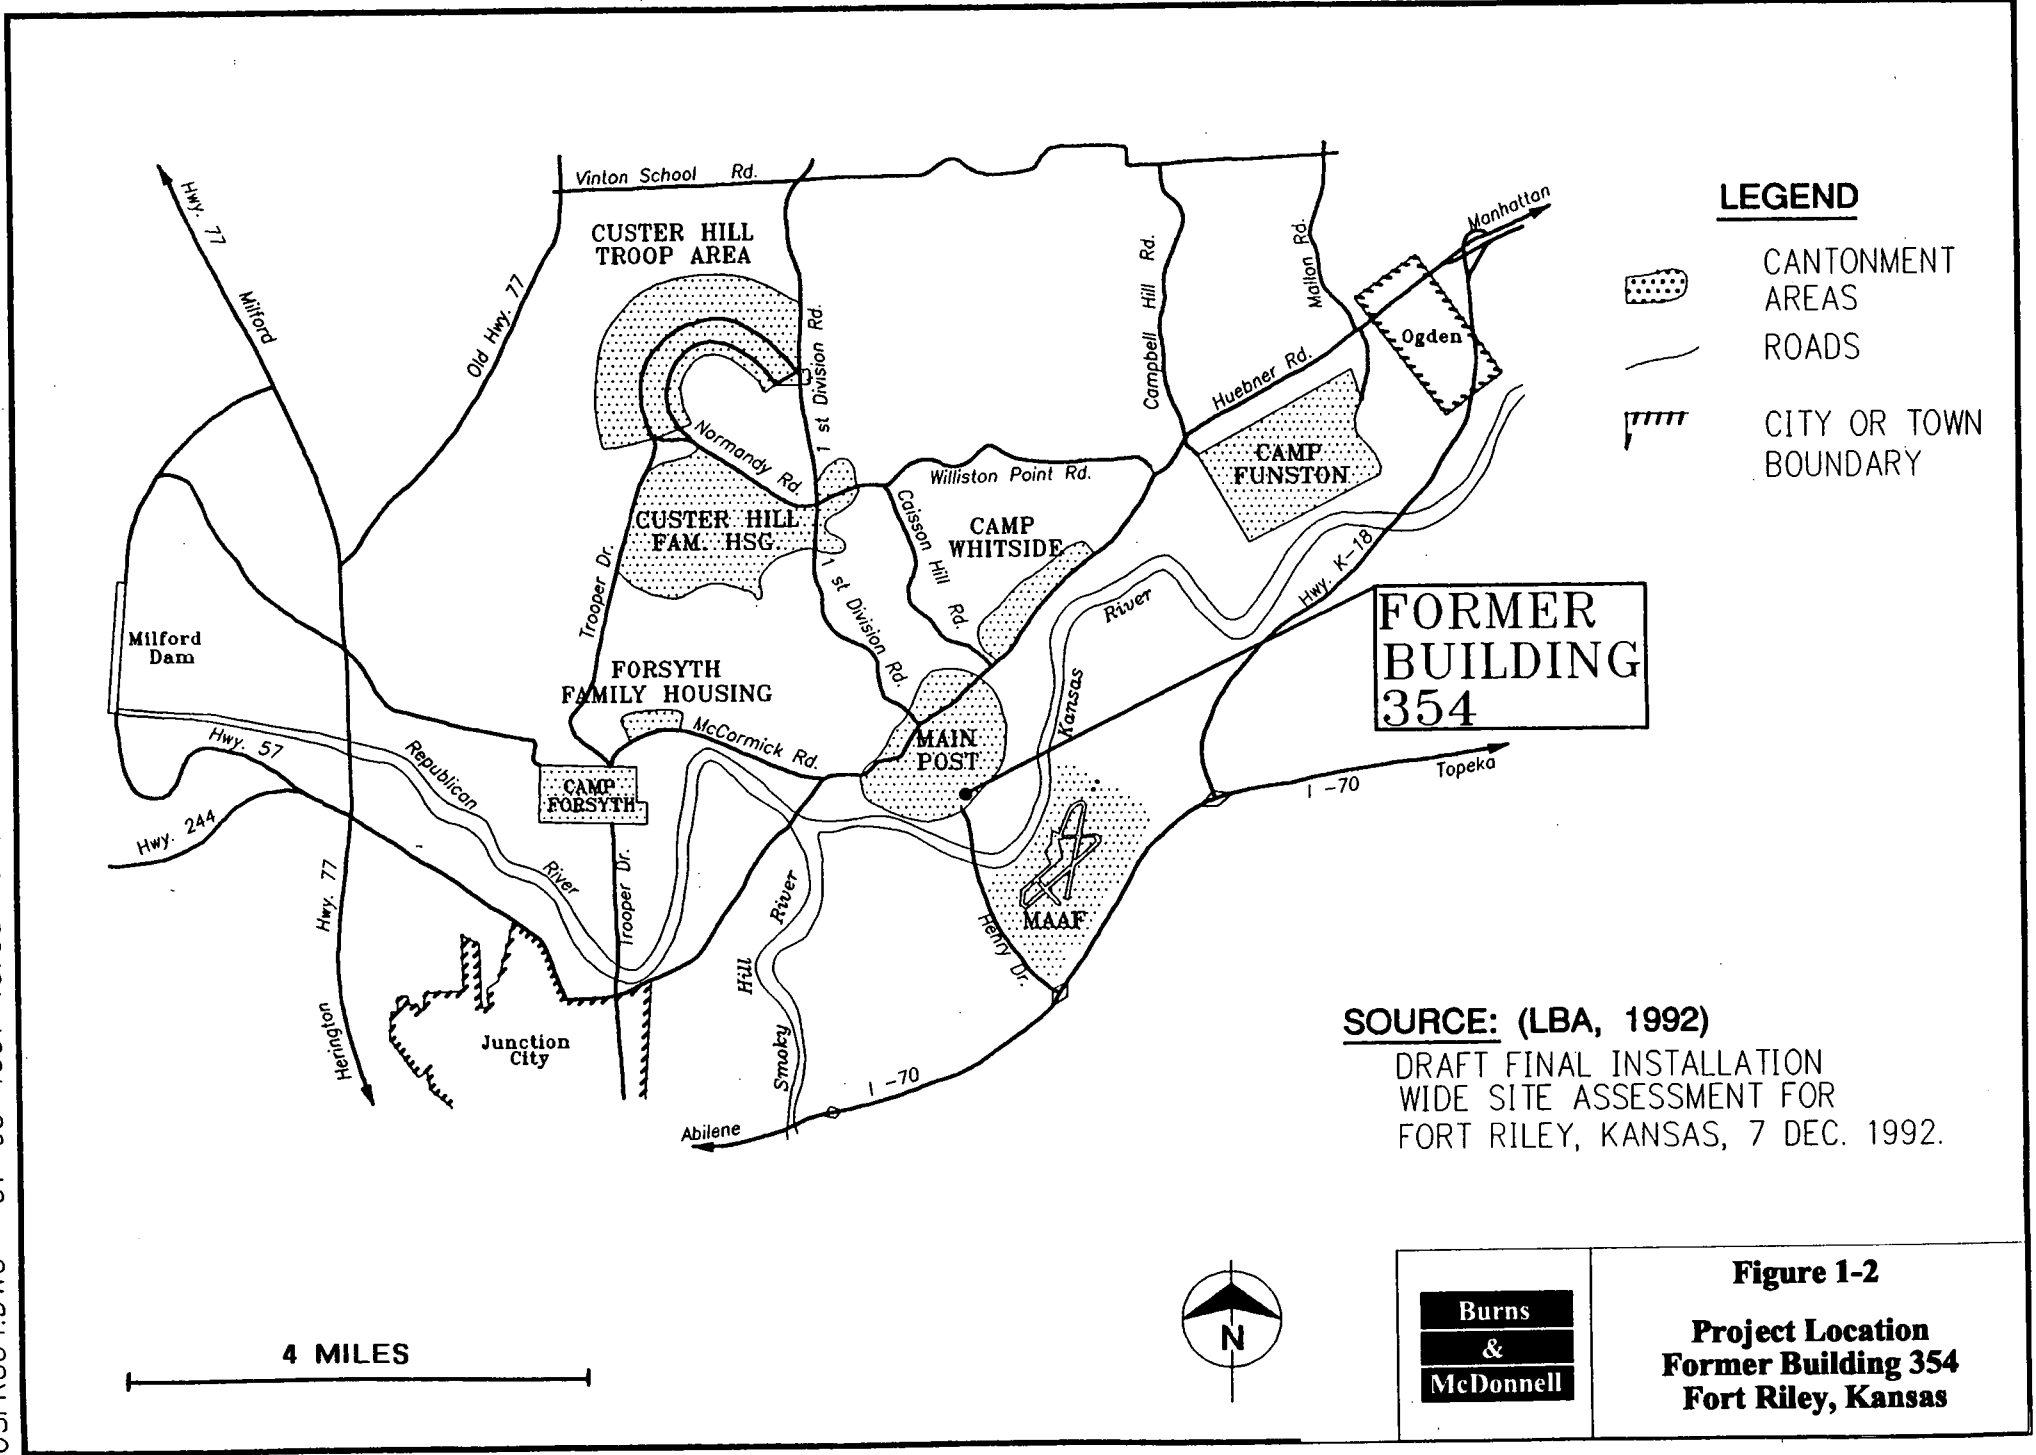 Vinton School Rd.
Hwy. 77
Milford
Old Hwy. 77
CUSTER HILL
TROOP AREA
1 st Division Rd.
Campbell Hill Rd.
Mallon Rd.
Manhattan
Ogden
Huebner Rd.
Normandy Rd.
CUSTER HILL
FAM. HSG.
Williston Point Rd.
Caisson Hill Rd.
CAMP
WHITSIDE
CAMP
FUNSTON
Trooper Dr.
1 st Division Rd.
River
Kansas
Hwy. K-18
Milford
Dam
FORSYTH
FAMILY HOUSING
McCormick Rd.
MAIN
POST
FORMER
BUILDING
354
Hwy. 57
Republican
River
Hwy. 244
CAMP
FORSYTH
Trooper Dr.
Hwy. 77
Herington
Junction
City
Smoky
Hill
River
Henry Dr.
MAAF
I -70
Topeka
I -70
Abilene
LEGEND
CANTONMENT
AREAS
ROADS
CITY OR TOWN
BOUNDARY
SOURCE: (LBA, 1992)
DRAFT FINAL INSTALLATION
WIDE SITE ASSESSMENT FOR
FORT RILEY, KANSAS, 7 DEC. 1992.
4 MILES
N
Burns
&
McDonnell
Figure 1-2
Project Location
Former Building 354
Fort Riley, Kansas